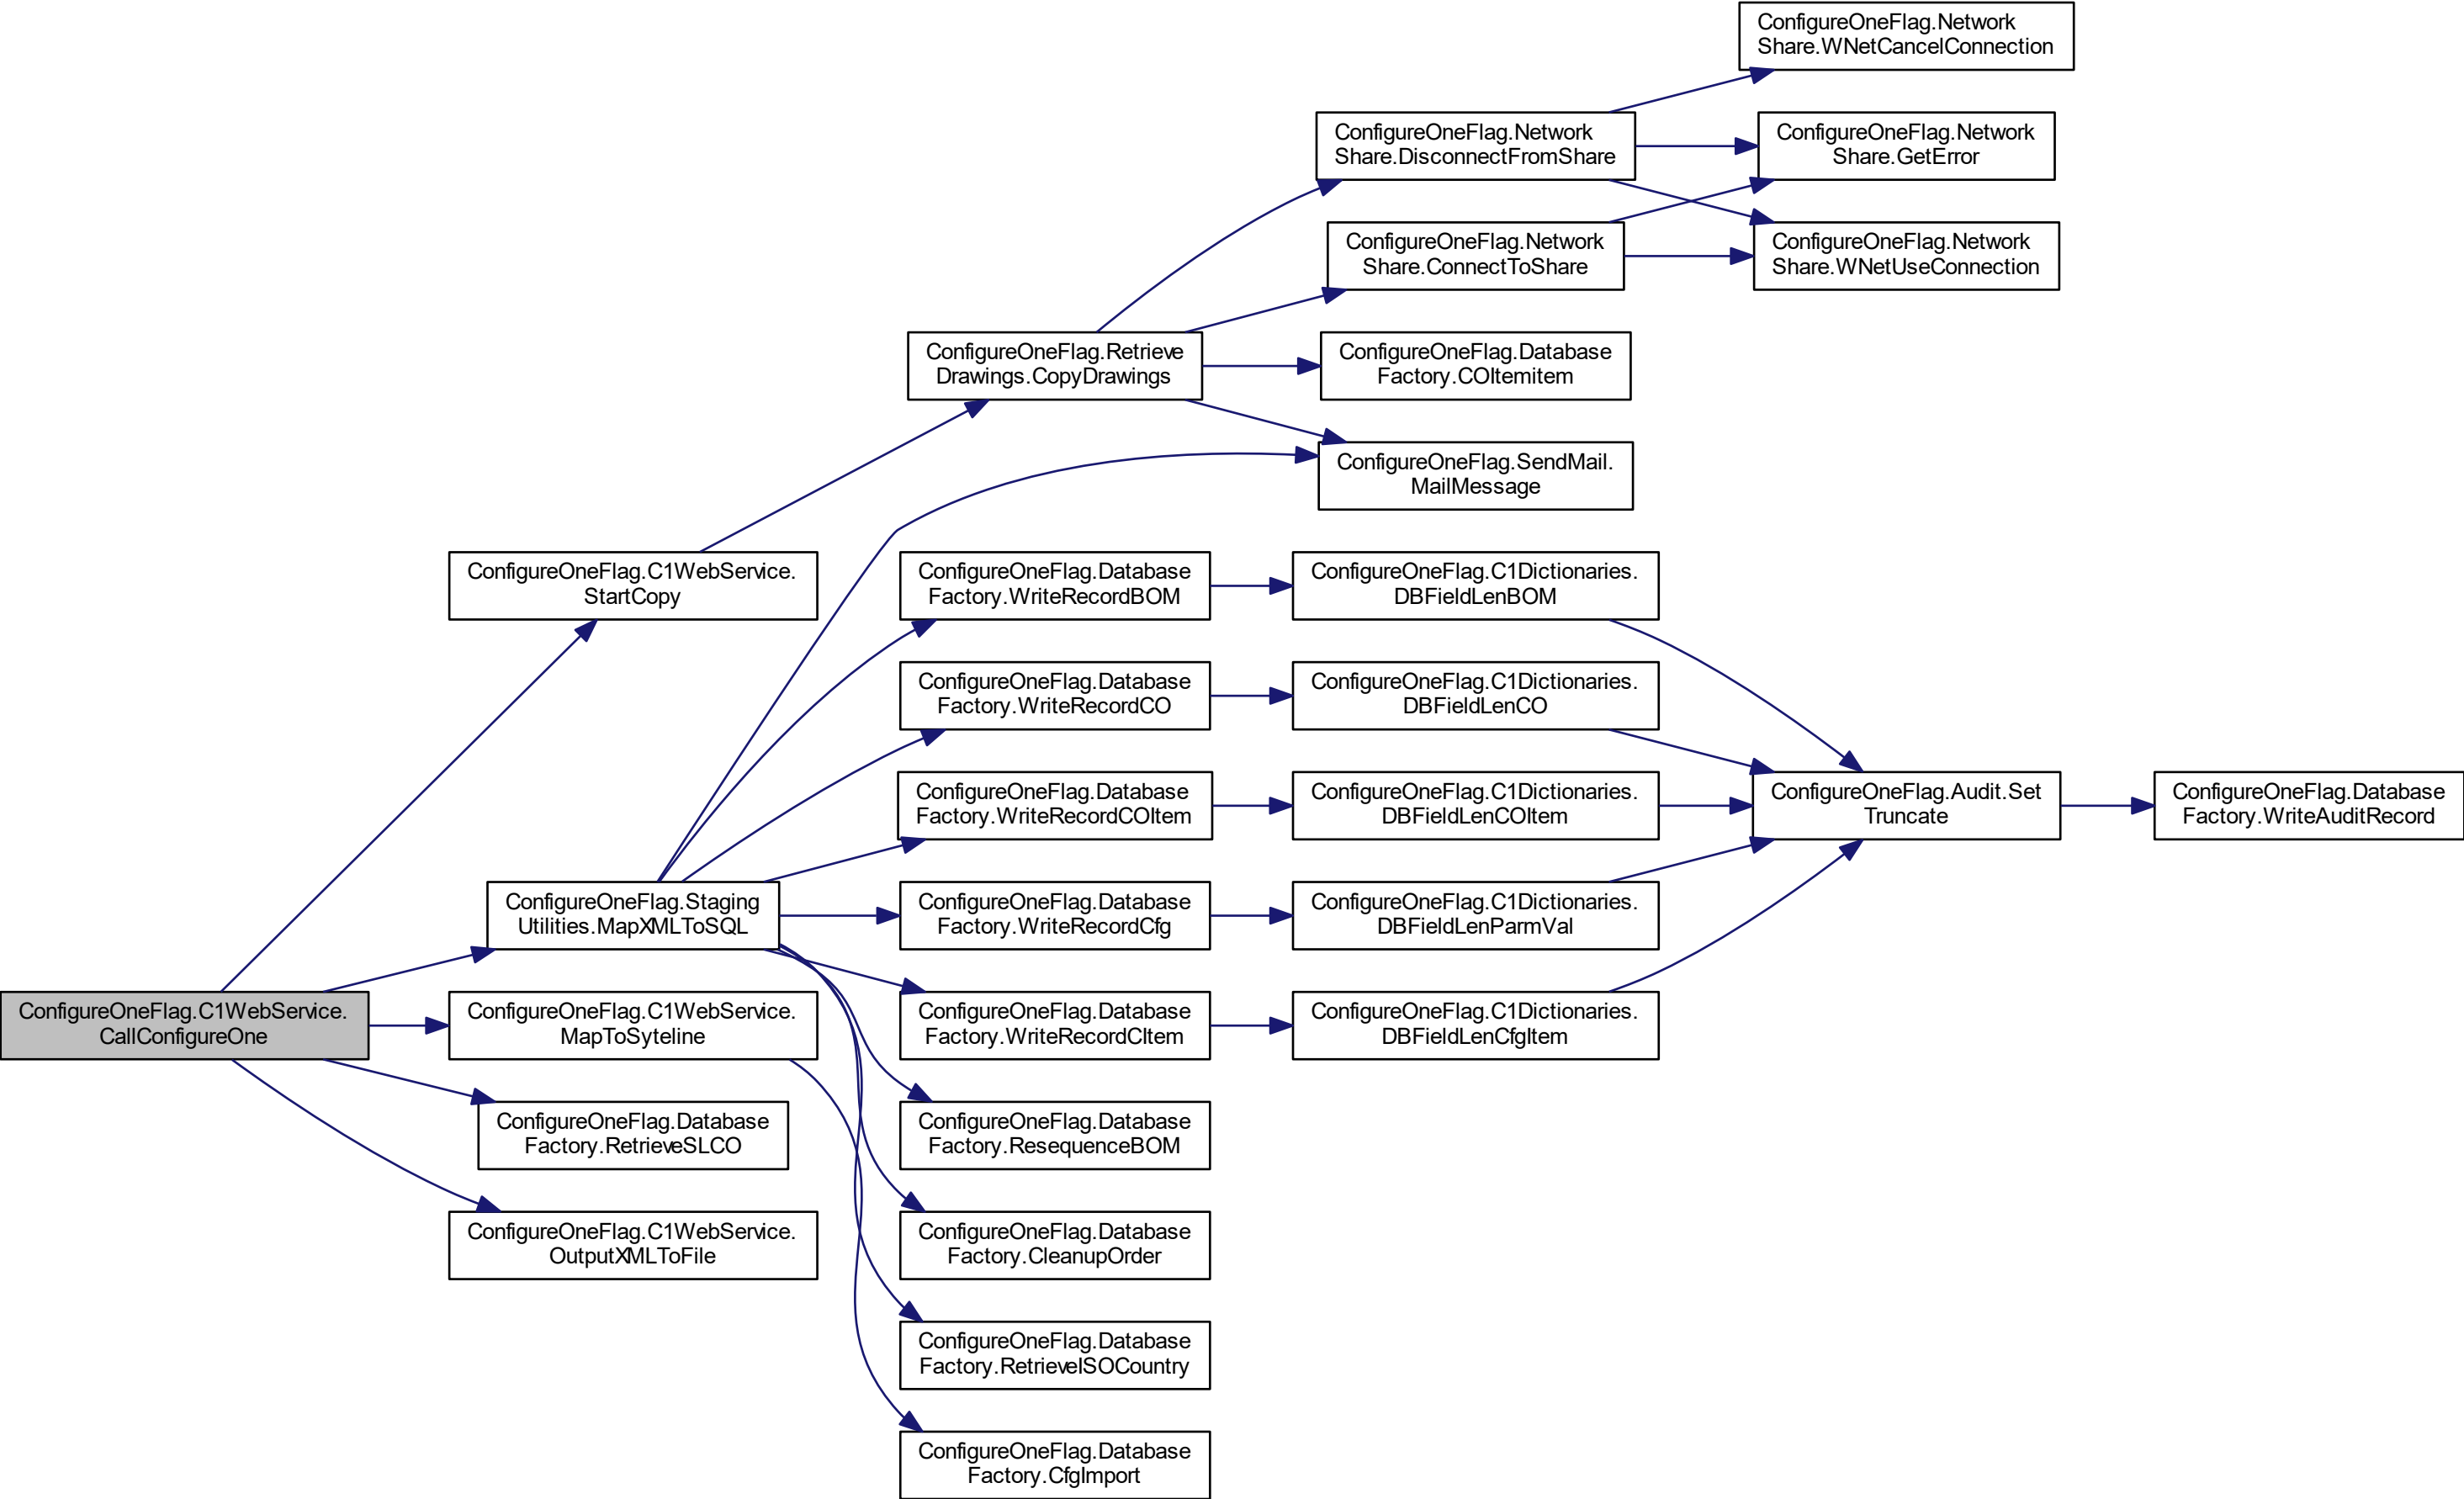 ConfigureOneFlag.Network
Share.WNetCancelConnection
ConfigureOneFlag.Network
Share.DisconnectFromShare
ConfigureOneFlag.Network
Share.GetError
ConfigureOneFlag.Network
Share.ConnectToShare
ConfigureOneFlag.Network
Share.WNetUseConnection
ConfigureOneFlag.Retrieve
Drawings.CopyDrawings
ConfigureOneFlag.Database
Factory.COItemitem
ConfigureOneFlag.SendMail.
MailMessage
ConfigureOneFlag.C1WebService.
StartCopy
ConfigureOneFlag.Database
Factory.WriteRecordBOM
ConfigureOneFlag.C1Dictionaries.
DBFieldLenBOM
ConfigureOneFlag.Database
Factory.WriteRecordCO
ConfigureOneFlag.C1Dictionaries.
DBFieldLenCO
ConfigureOneFlag.Database
Factory.WriteRecordCOItem
ConfigureOneFlag.C1Dictionaries.
DBFieldLenCOItem
ConfigureOneFlag.Audit.Set
Truncate
ConfigureOneFlag.Database
Factory.WriteAuditRecord
ConfigureOneFlag.Staging
Utilities.MapXMLToSQL
ConfigureOneFlag.Database
Factory.WriteRecordCfg
ConfigureOneFlag.C1Dictionaries.
DBFieldLenParmVal
ConfigureOneFlag.C1WebService.
CallConfigureOne
ConfigureOneFlag.C1WebService.
MapToSyteline
ConfigureOneFlag.Database
Factory.WriteRecordCItem
ConfigureOneFlag.C1Dictionaries.
DBFieldLenCfgItem
ConfigureOneFlag.Database
Factory.RetrieveSLCO
ConfigureOneFlag.Database
Factory.ResequenceBOM
ConfigureOneFlag.C1WebService.
OutputXMLToFile
ConfigureOneFlag.Database
Factory.CleanupOrder
ConfigureOneFlag.Database
Factory.RetrieveISOCountry
ConfigureOneFlag.Database
Factory.CfgImport